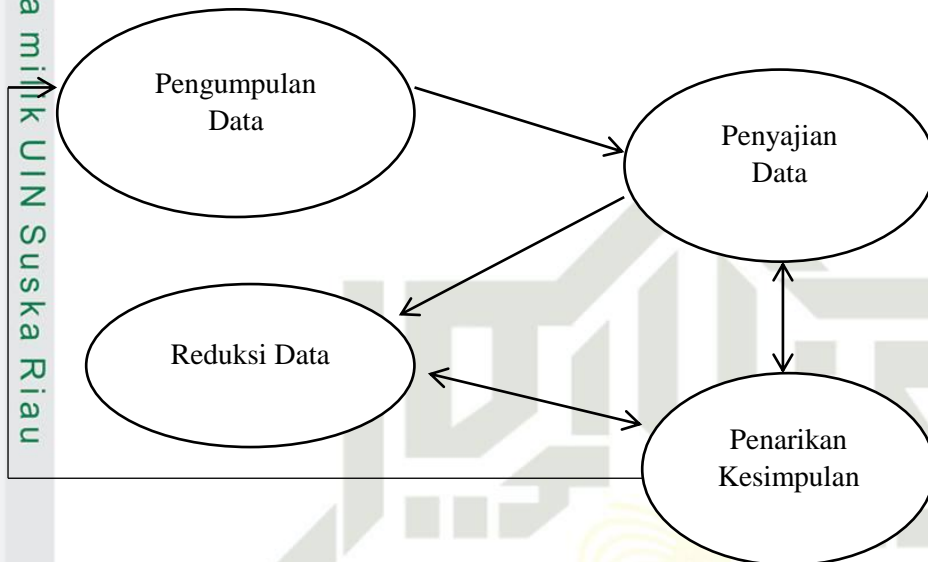 Pengumpulan
Data
Penyajian
Data
Reduksi Data
Penarikan
Kesimpulan
a milik UIN Suska Riau